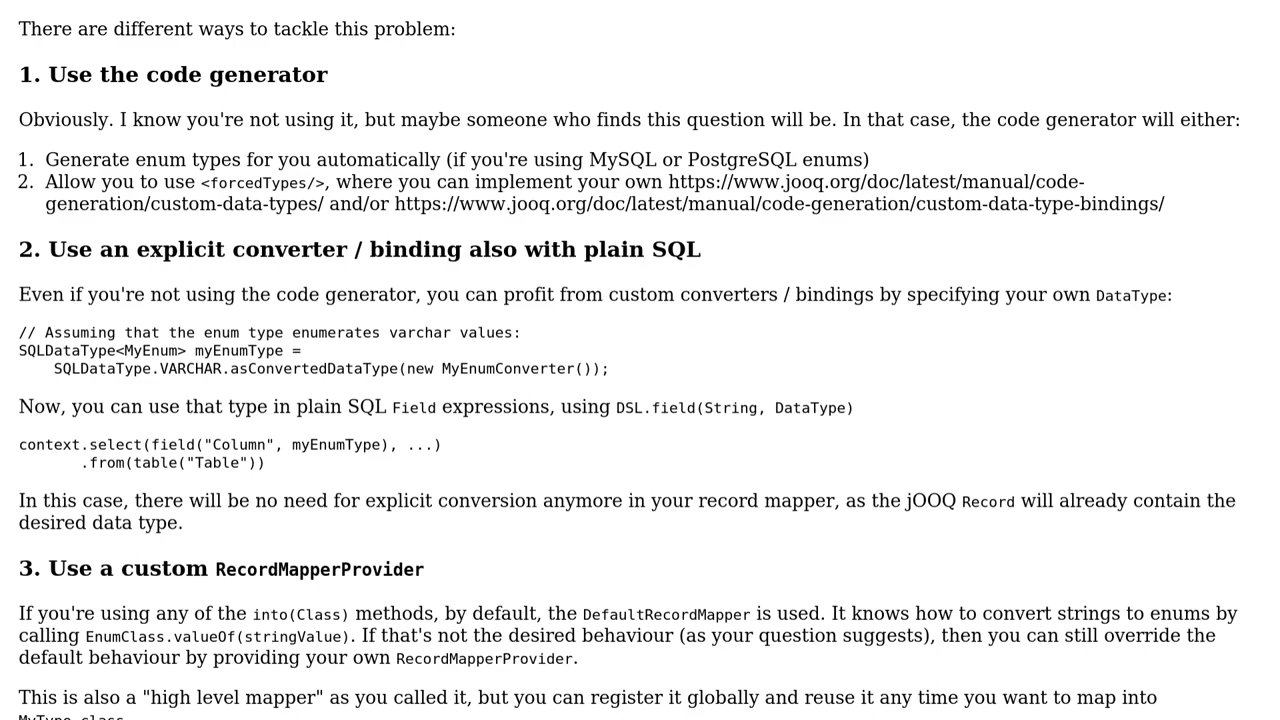 There are different ways to tackle this problem:
1. Use the code generator
Obviously. I know you're not using it, but maybe someone who finds this question will be. In that case, the code generator will either:
1. Generate enum types for you automatically (if you're using MySQL or PostgreSQL enums)
2. Allow you to use <forcedTypes/>, where you can implement your own https://www.jooq.org/doc/latest/manual/code-
generation/custom-data-types/ and/or https://www.jooq.org/doc/latest/manual/code-generation/custom-data-type-bindings/
2. Use an explicit converter / binding also with plain SQL
Even if you're not using the code generator, you can profit from custom converters / bindings by specifying your own DataType:
// Assuming that the enum type enumerates varchar values:
SQLDataType<MyEnum> myEnumType =
    SQLDataType.VARCHAR.asConvertedDataType(new MyEnumConverter());
Now, you can use that type in plain SQL Field expressions, using DSL.field(String, DataType)
context.select(field("Column", myEnumType), ...)
       .from(table("Table"))
In this case, there will be no need for explicit conversion anymore in your record mapper, as the jOOQ Record will already contain the
desired data type.
3. Use a custom RecordMapperProvider
If you're using any of the into(Class) methods, by default, the DefaultRecordMapper is used. It knows how to convert strings to enums by
calling EnumClass.valueOf(stringValue). If that's not the desired behaviour (as your question suggests), then you can still override the
default behaviour by providing your own RecordMapperProvider.
This is also a "high level mapper" as you called it, but you can register it globally and reuse it any time you want to map into
MyType.class